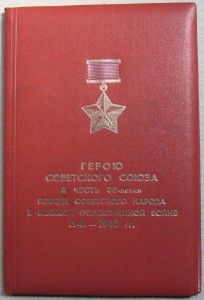 ГЕРОЮ
СОВЕТСКОГО СОЮЗА
В ЧЕСТЬ 30-летия
ПОБЕДЫ СОВЕТСКОГО НАРОДА
В ВЕЛИКОЙ ОТЕЧЕСТВЕННОЙ ВОЙНЕ
1941 — 1945 гг.